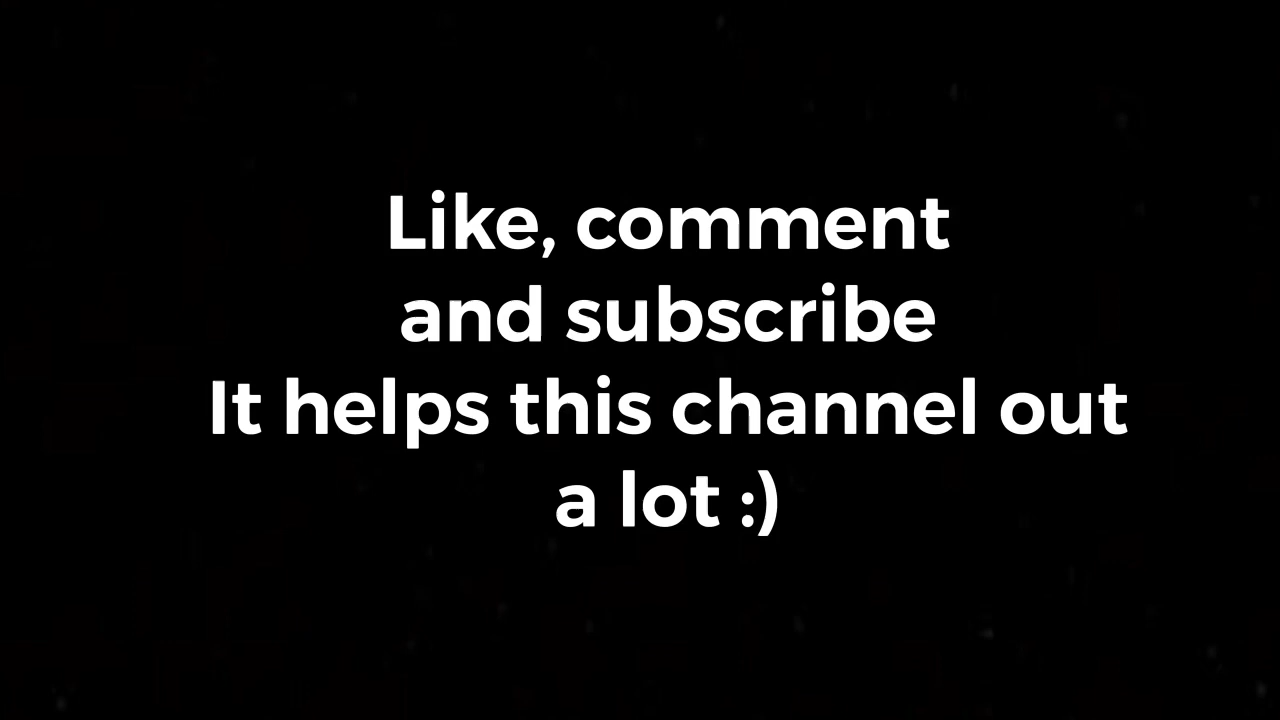 Like, comment
and subscribe
It helps this channel out
a lot :)